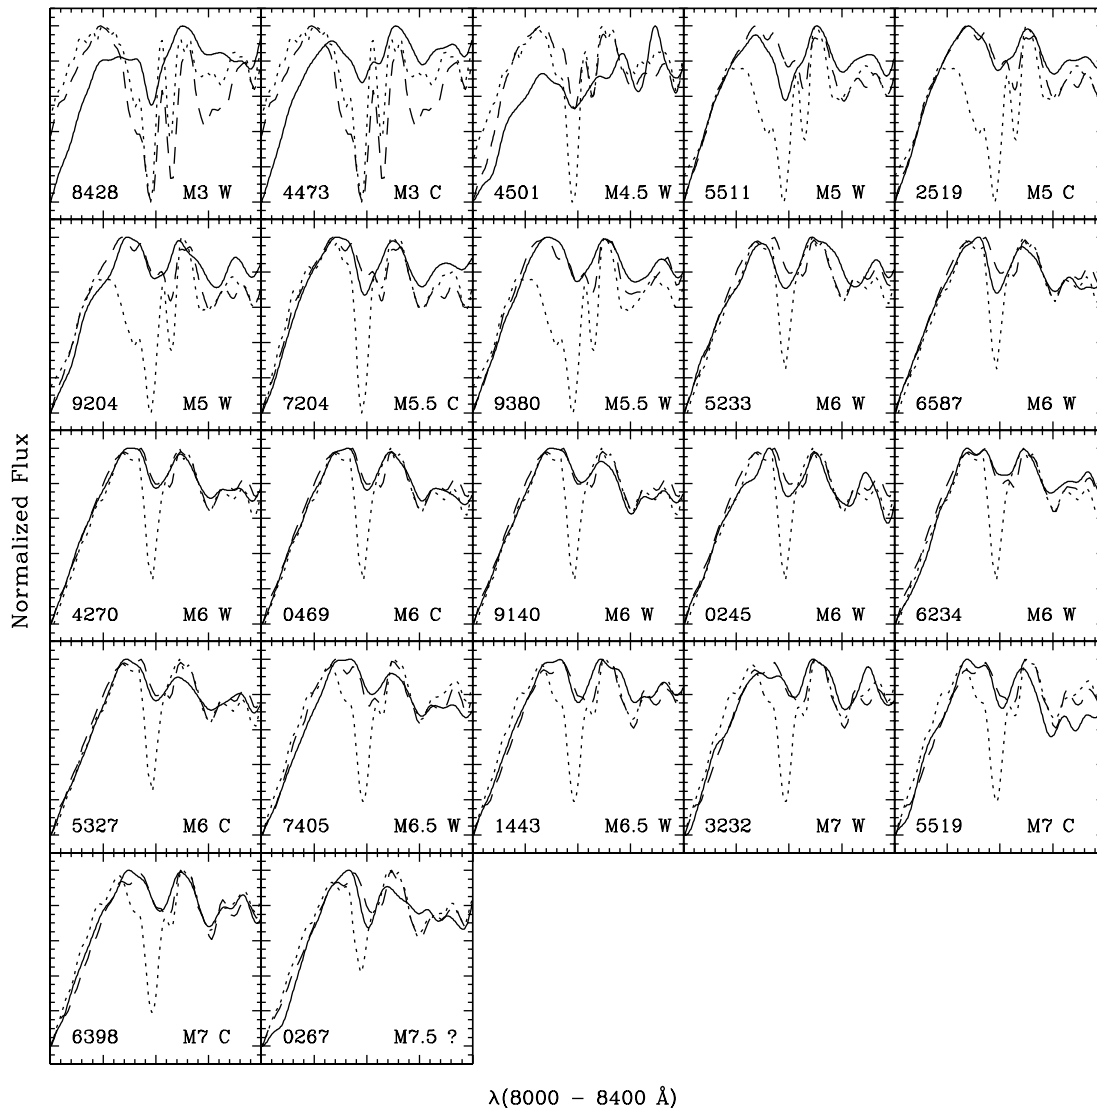 8428 M3 W
4473 M3 C
4501 M4.5 W
5511 M5 W
2519 M5 C
9204 M5 W
7204 M5.5 C
9380 M5.5 W
5233 M6 W
6587 M6 W
4270 M6 W
0469 M6 C
9140 M6 W
0245 M6 W
6234 M6 W
5327 M6 C
7405 M6.5 W
1443 M6.5 W
3232 M7 W
5519 M7 C
6398 M7 C
0267 M7.5 ?
Normalized Flux
λ(8000 − 8400 Å)